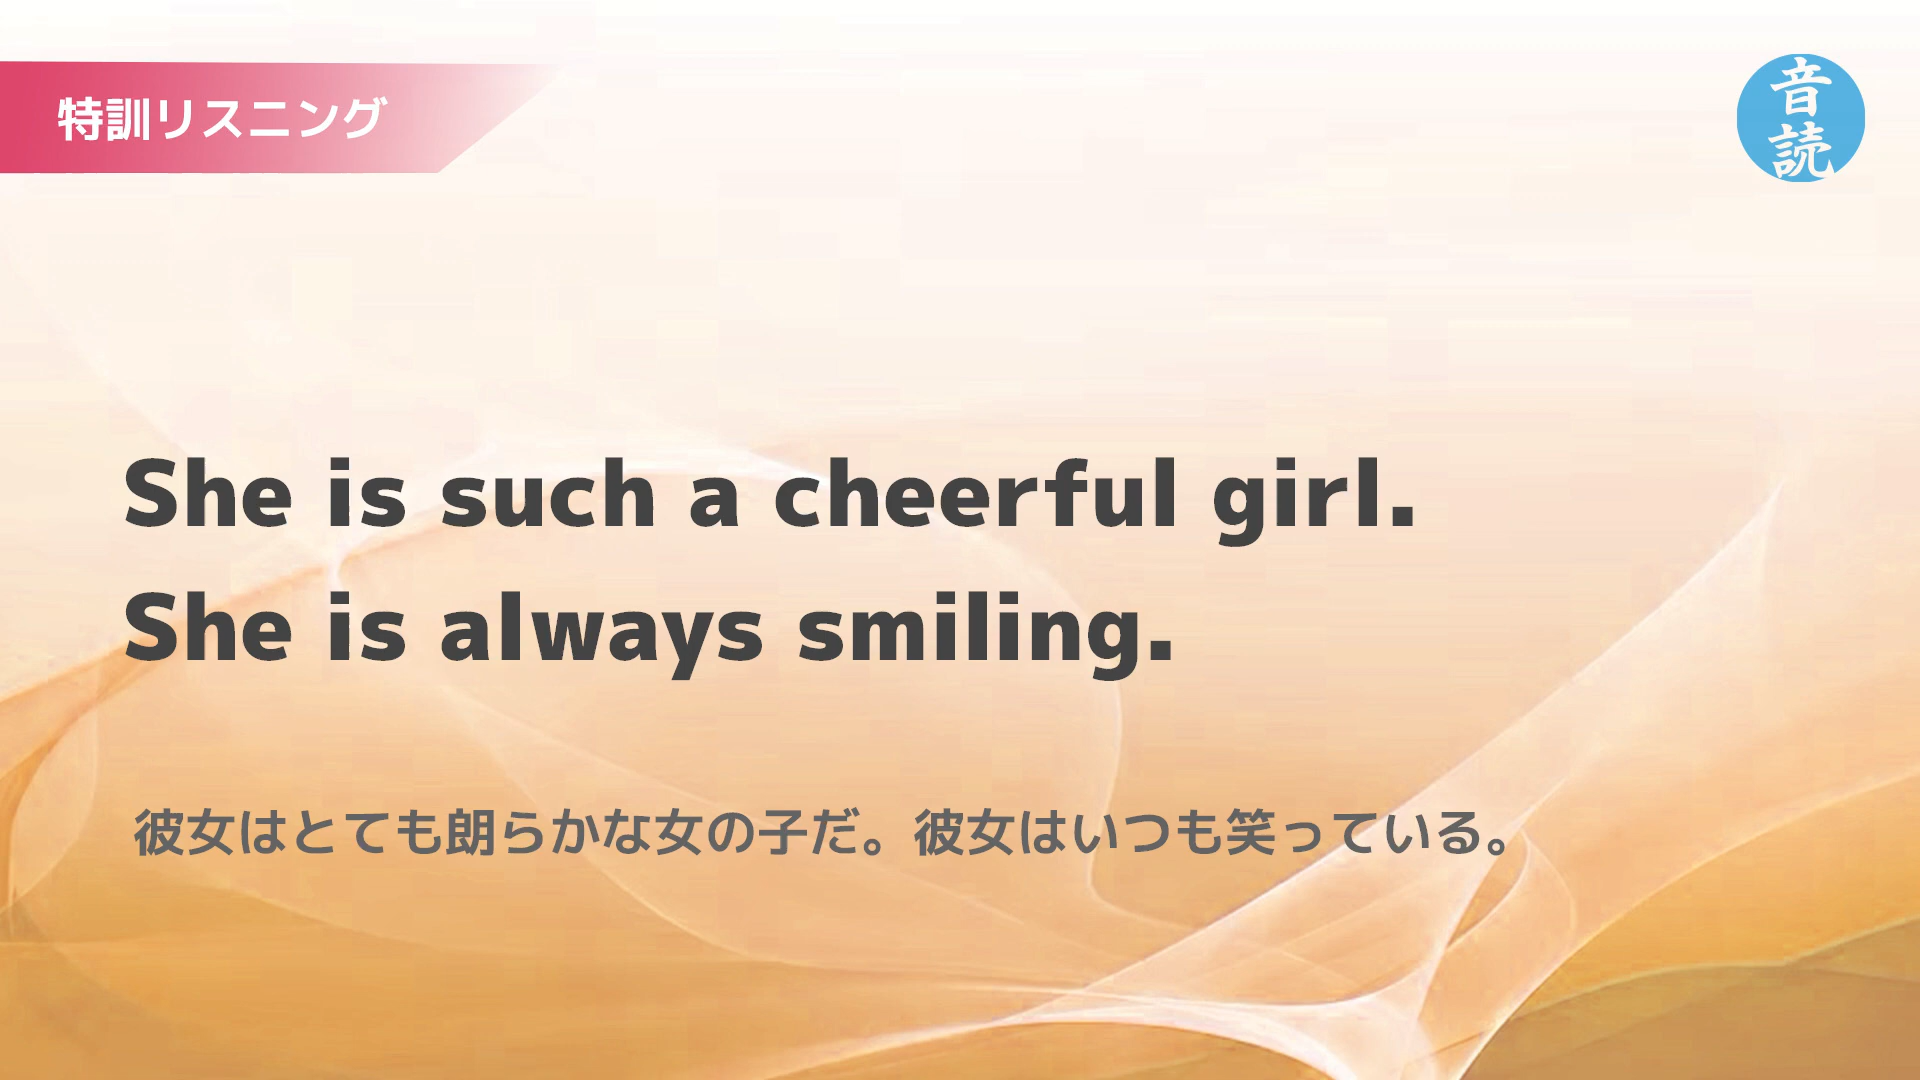 特訓リスニング
音読
She is such a cheerful girl.
She is always smiling.
彼女はとても朗らかな女の子だ。彼女はいつも笑っている。